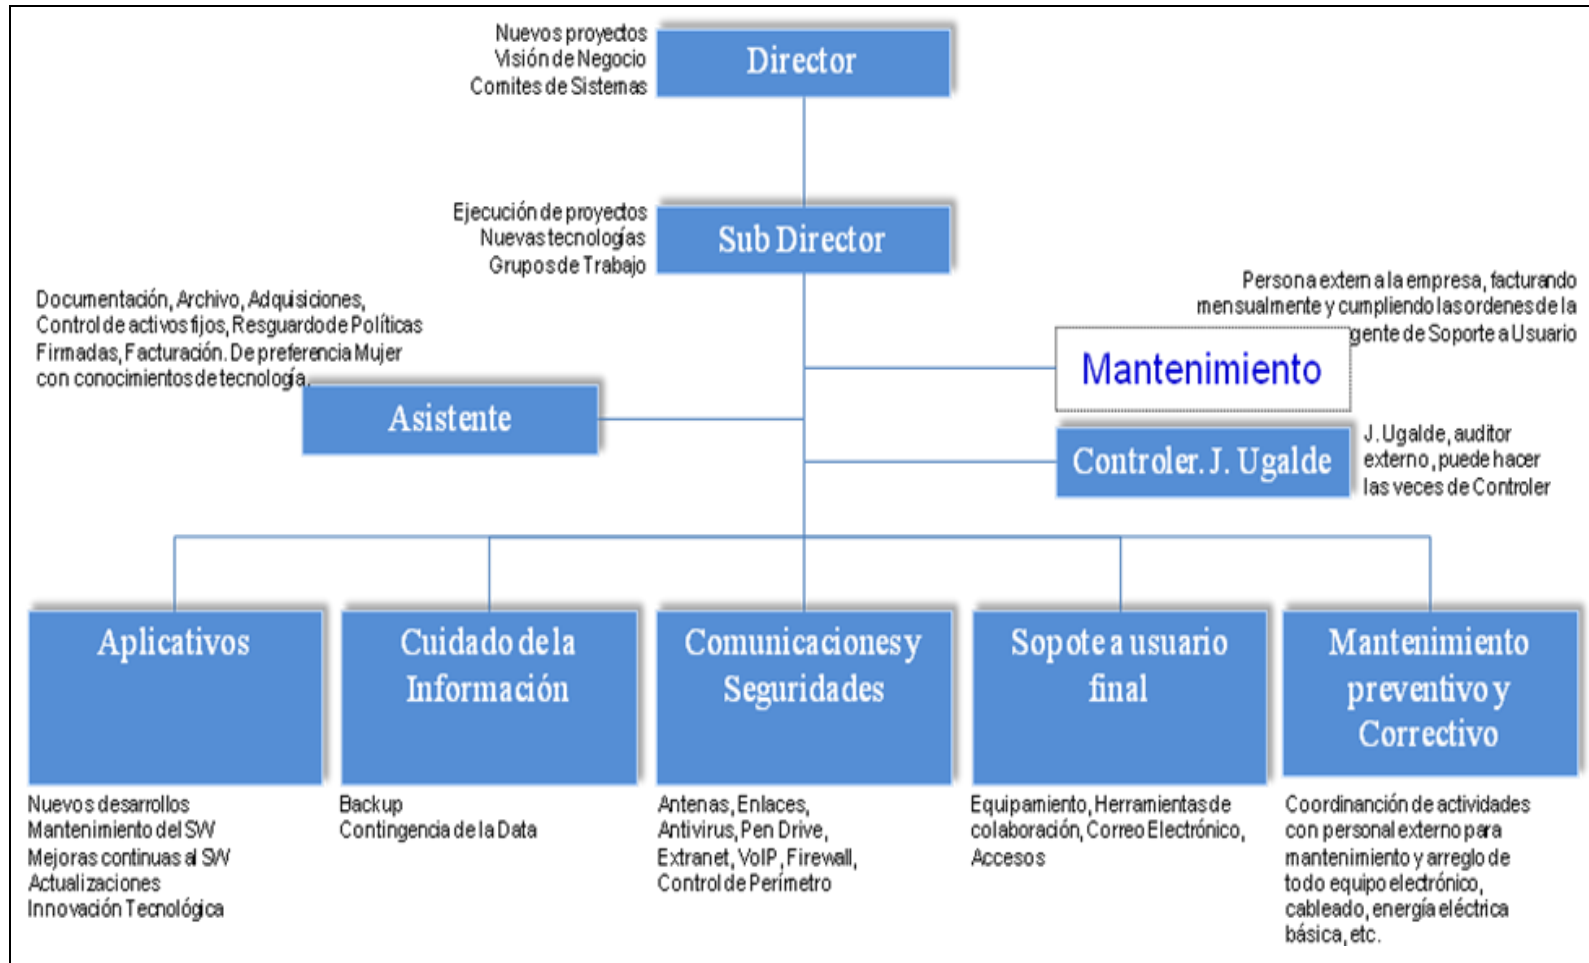 Nuevos proyectos
Visión de Negocio
Comites de Sistemas
Director
Ejecución de proyectos
Nuevas tecnologías
Grupos de Trabajo
Sub Director
Documentación, Archivo, Adquisiciones,
Control de activos fijos, Resguardo de Políticas
Firmadas, Facturación. De preferencia Mujer
con conocimientos de tecnología.
Asistente
Persona extern a la empresa, facturando
mensualmente y cumpliendo las ordenes de la
gente de Soporte a Usuario
Mantenimiento
Controler. J. Ugalde
J. Ugalde, auditor
externo, puede hacer
las veces de Controler
Aplicativos
Nuevos desarrollos
Mantenimiento del SW
Mejoras continuas al SW
Actualizaciones
Innovación Tecnológica
Cuidado de la
Información
Backup
Contingencia de la Data
Comunicaciones y
Seguridades
Antenas, Enlaces,
Antivirus, Pen Drive,
Extranet, VoIP, Firewall,
Control de Perímetro
Sopote a usuario
final
Equipamiento, Herramientas de
colaboración, Correo Electrónico,
Accesos
Mantenimiento
preventivo y
Correctivo
Coordinanción de actividades
con personal externo para
mantenimiento y arreglo de
todo equipo electrónico,
cableado, energía eléctrica
básica, etc.